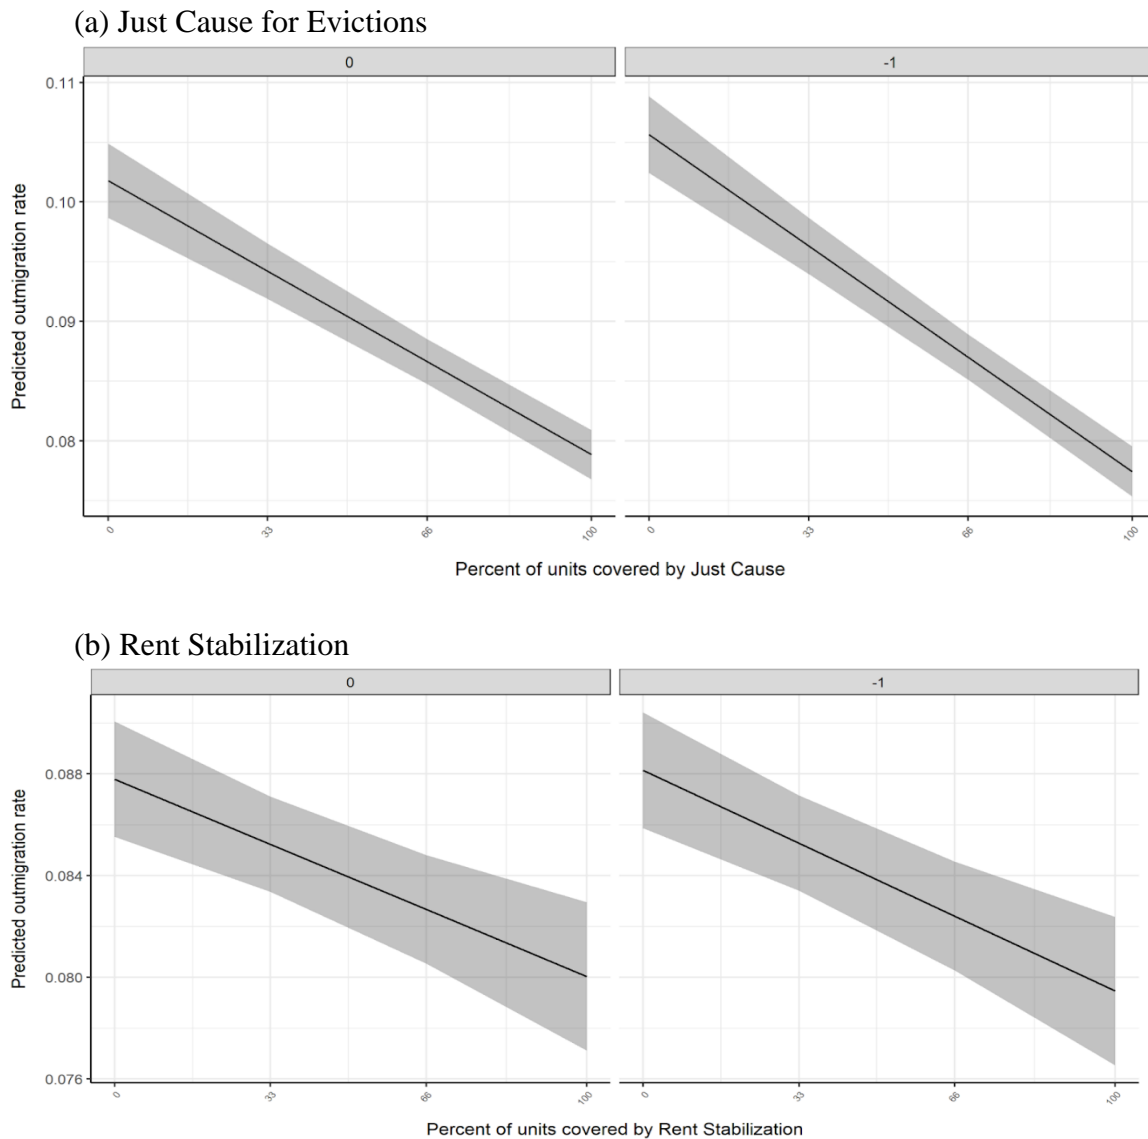 (a) Just Cause for Evictions
0 -1
0.11
0.10
0.09
0.08
Predicted outmigration rate
0 33 66 100 0 33 66 100
Percent of units covered by Just Cause
(b) Rent Stabilization
0 -1
0.088
0.084
0.080
0.076
Predicted outmigration rate
0 33 66 100 0 33 66 100
Percent of units covered by Rent Stabilization